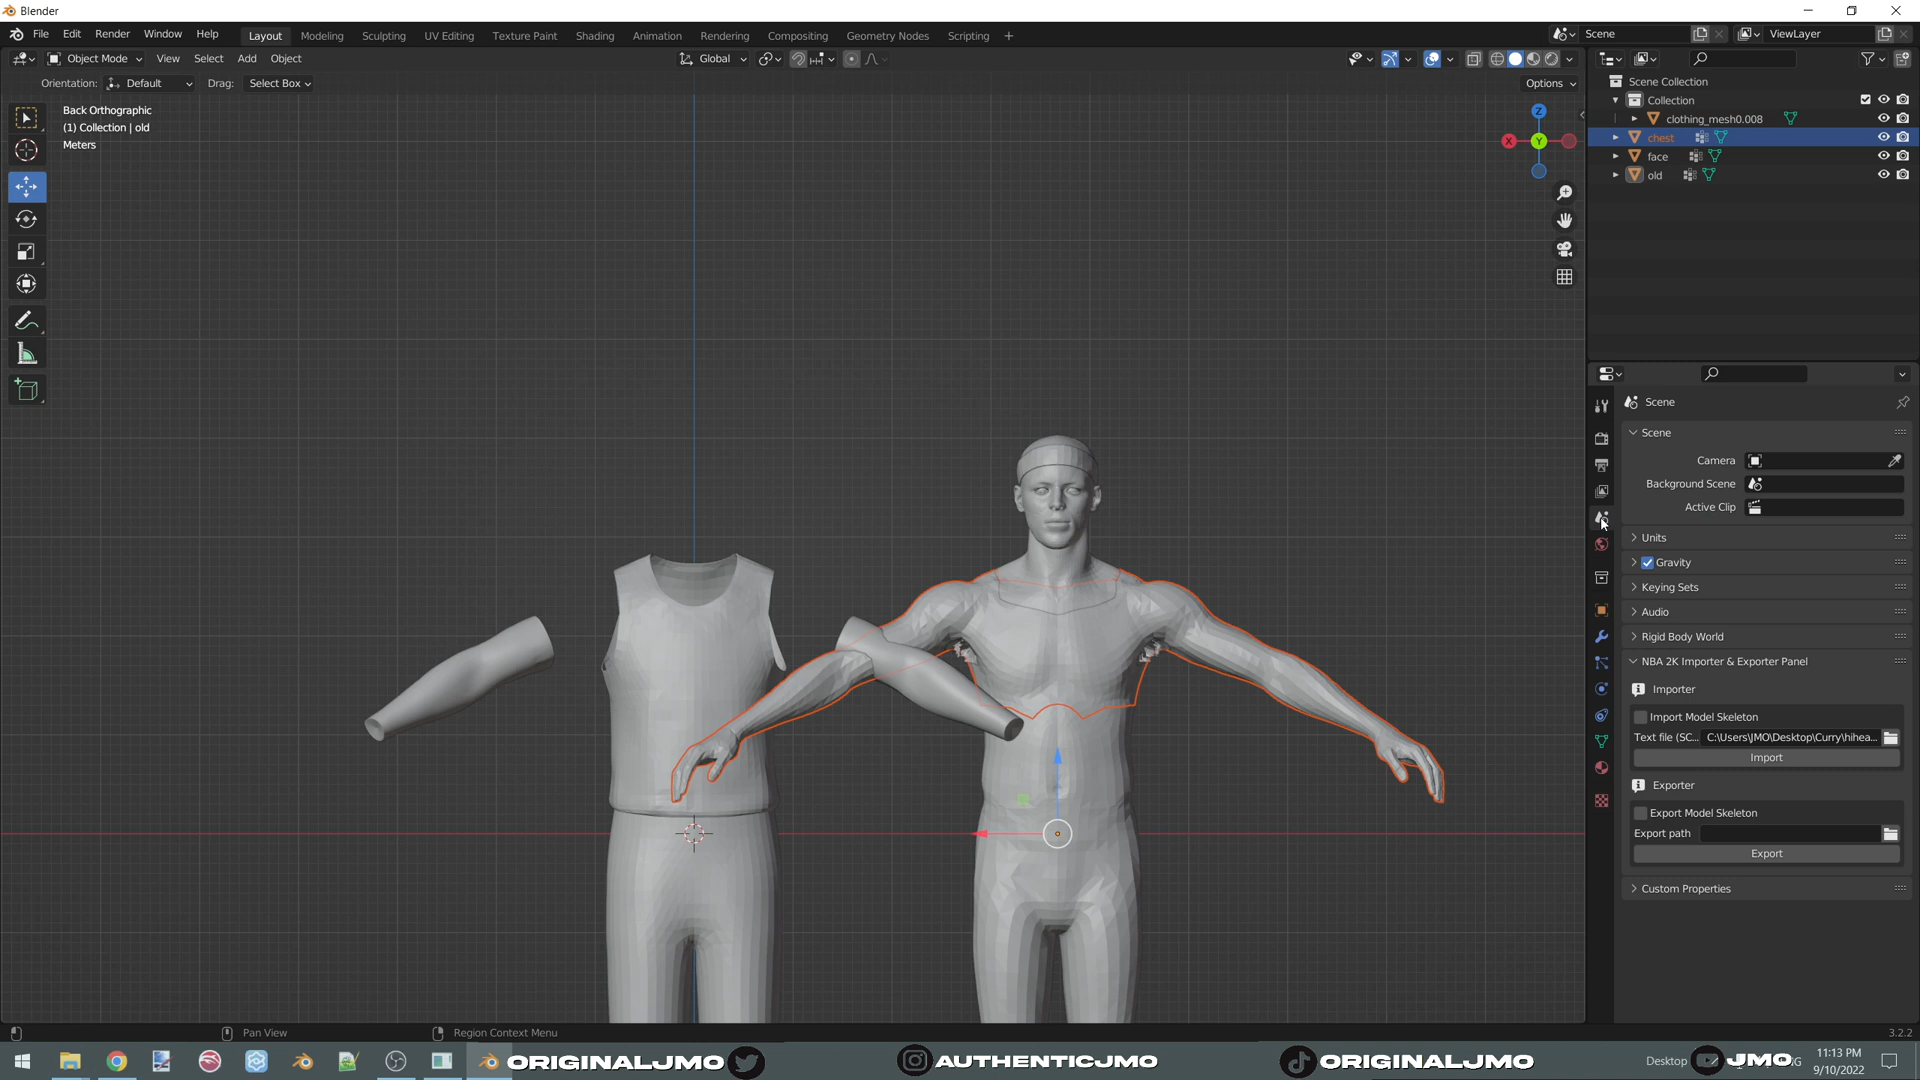 Blender
File Edit Render Window Help Layout Modeling Sculpting UV Editing Texture Paint Shading Animation Rendering Compositing Geometry Nodes Scripting + Scene ViewLayer
Object Mode View Select Add Object Global
Orientation: Default Drag: Select Box Options
Back Orthographic
(1) Collection | old
Meters
Z
X
Y
Scene Collection
Collection
clothing_mesh0.008
chest
face
old
Scene
Scene
Camera
Background Scene
Active Clip
Units
Gravity
Keying Sets
Audio
Rigid Body World
NBA 2K Importer & Exporter Panel
Importer
Import Model Skeleton
Text file (SC... C:\Users\JMO\Desktop\Curry\hihea...
Import
Exporter
Export Model Skeleton
Export path
Export
Custom Properties
Pan View Region Context Menu 3.2.2
ORIGINALJMO AUTHENTICJMO ORIGINALJMO Desktop JMO 11:13 PM
9/10/2022